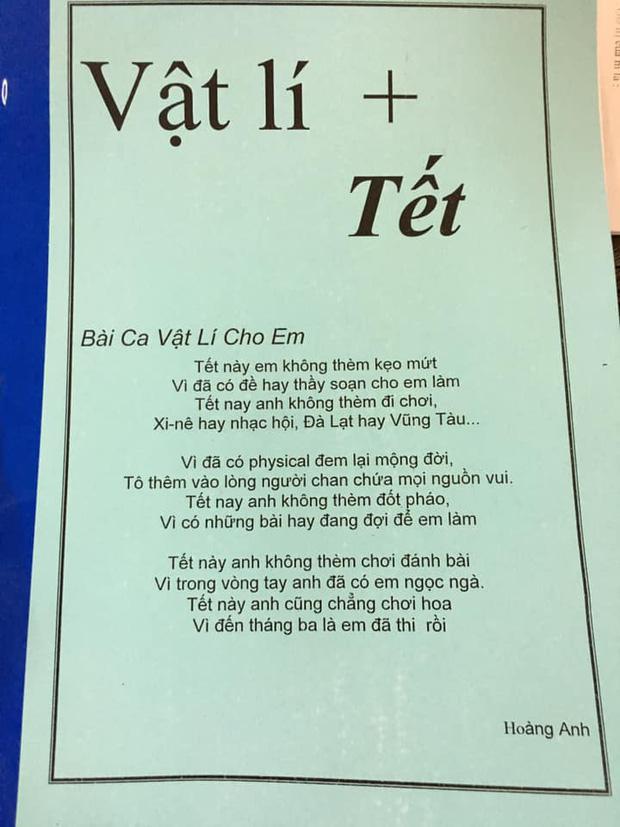 Vật lí +
Tết
Bài Ca Vật Lí Cho Em
Tết này em không thèm kẹo mứt
Vì đã có đề hay thầy soạn cho em làm
Tết nay anh không thèm đi chơi,
Xi-nê hay nhạc hội, Đà Lạt hay Vũng Tàu...
Vì đã có physical đem lại mộng đời,
Tô thêm vào lòng người chan chứa mọi nguồn vui.
Tết nay anh không thèm đốt pháo,
Vì có những bài hay đang đợi để em làm
Tết này anh không thèm chơi đánh bài
Vì trong vòng tay anh đã có em ngọc ngà.
Tết này anh cũng chẳng chơi hoa
Vì đến tháng ba là em đã thi rồi
Hoàng Anh